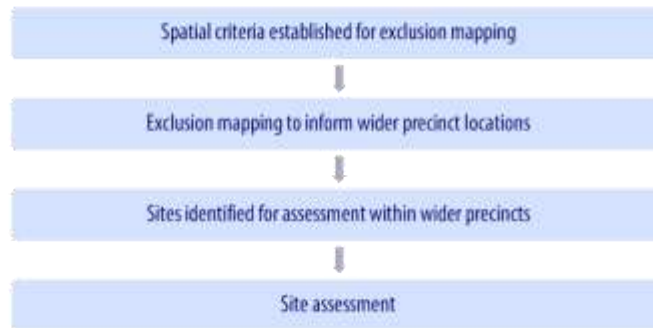 Spatial criteria established for exclusion mapping
Exclusion mapping to inform wider precinct locations
Sites identified for assessment within wider precincts
Site assessment